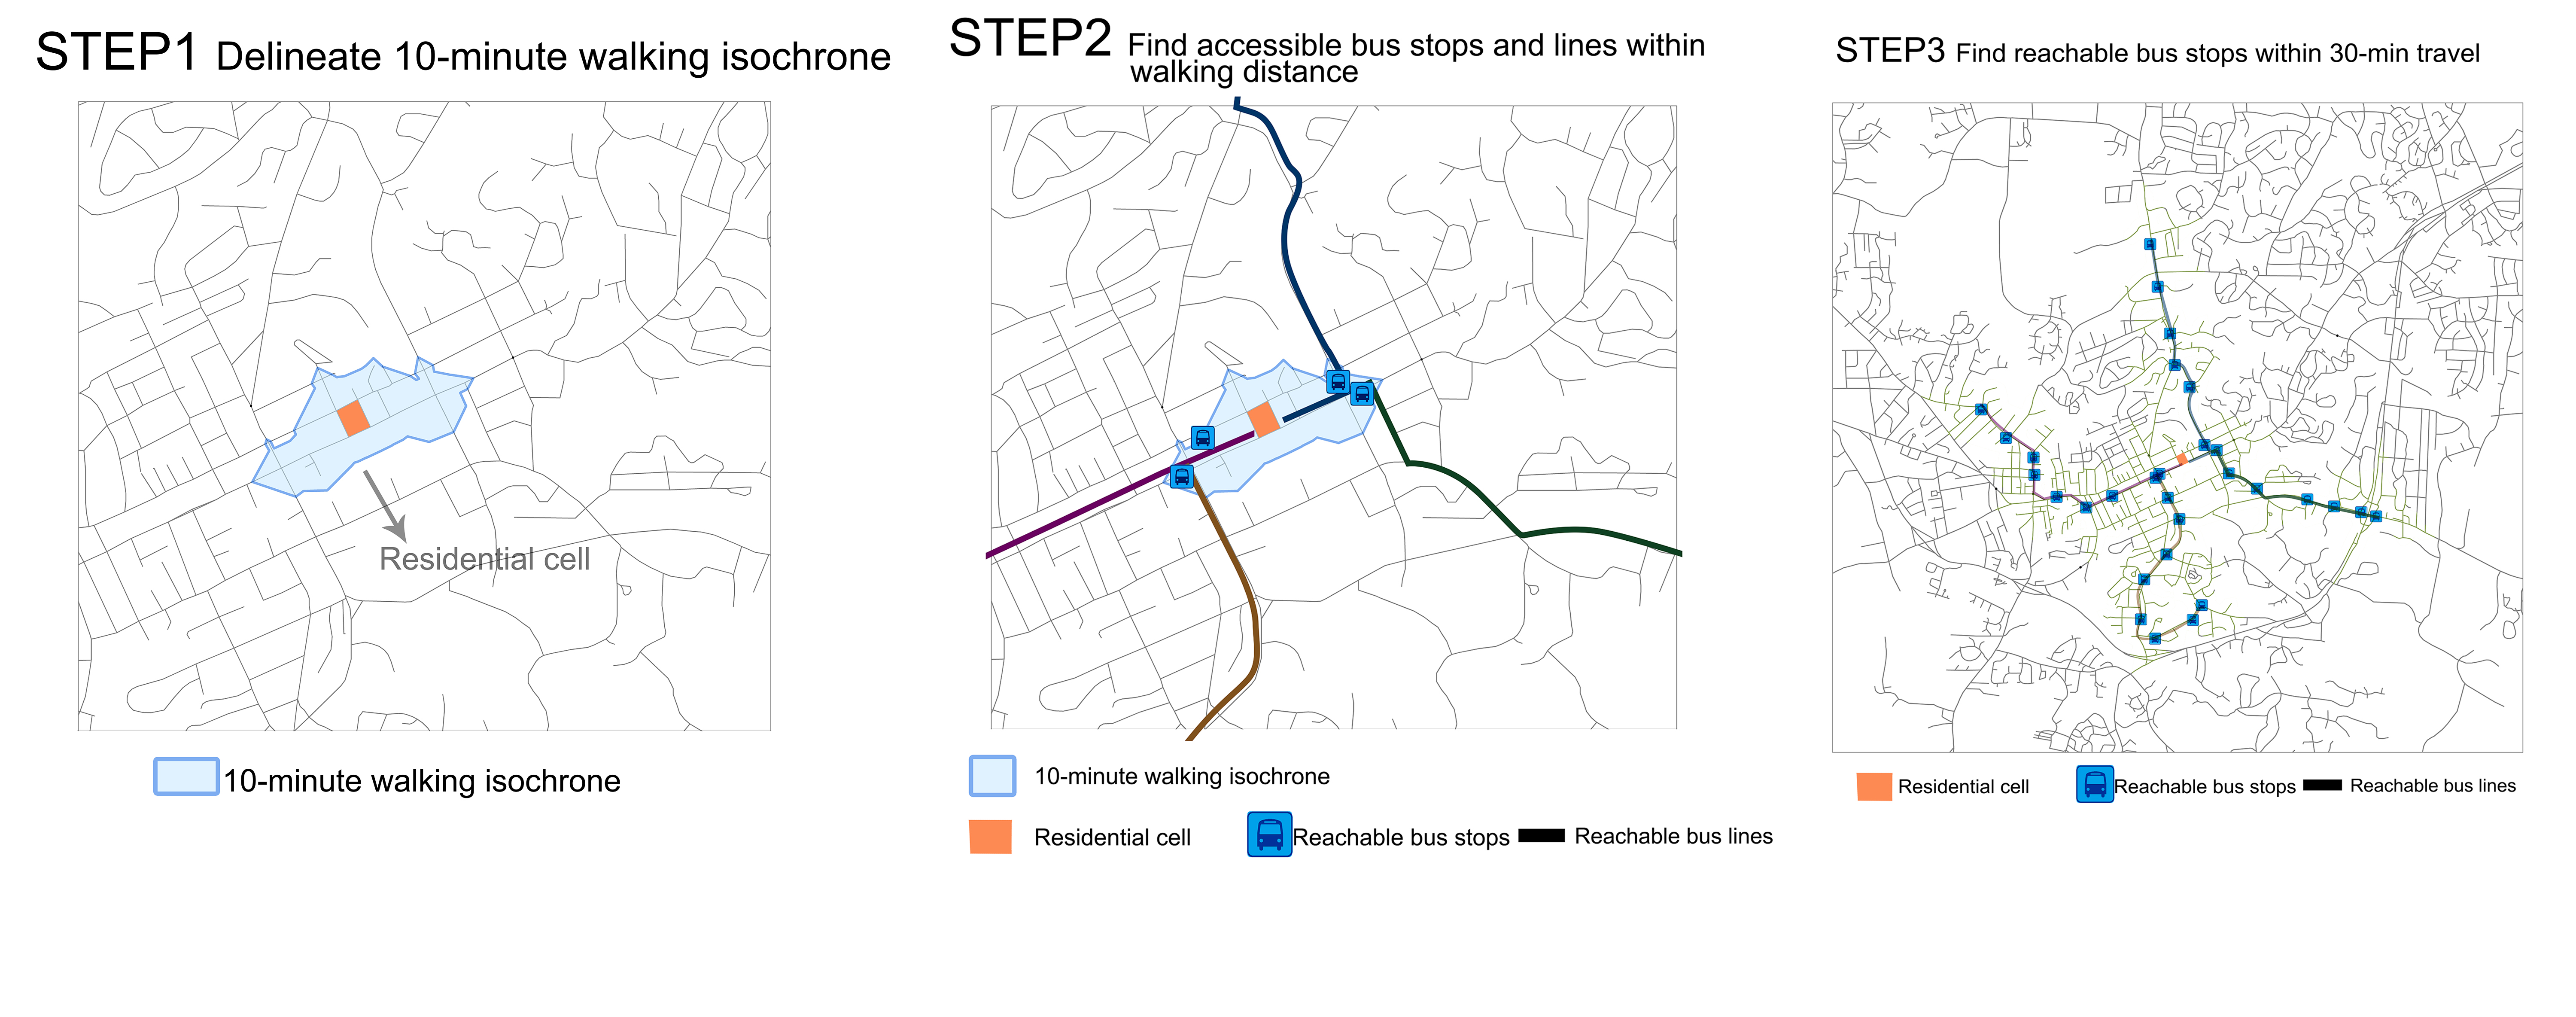 STEP1 Delineate 10-minute walking isochrone
Residential cell
10-minute walking isochrone
STEP2 Find accessible bus stops and lines within
walking distance
10-minute walking isochrone
Residential cell
Reachable bus stops
Reachable bus lines
STEP3 Find reachable bus stops within 30-min travel
Residential cell
Reachable bus stops
Reachable bus lines